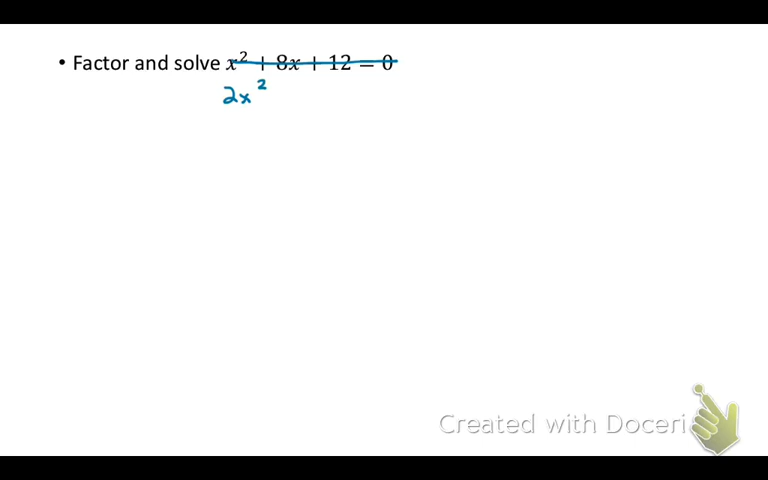 • Factor and solve x² + 8x + 12 = 0
2x²
Created with Doceri